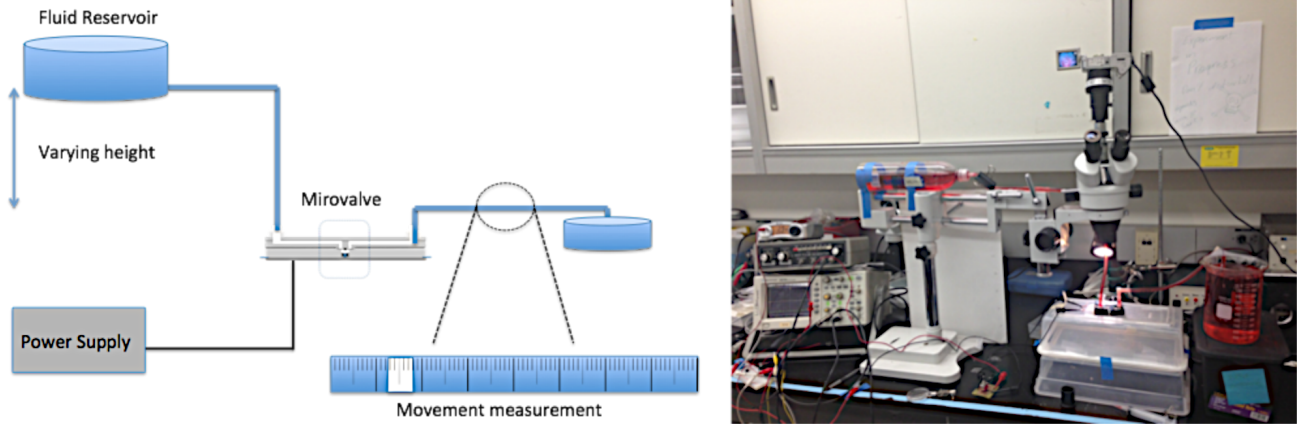 Fluid Reservoir
Varying height
Mirovalve
Power Supply
Movement measurement